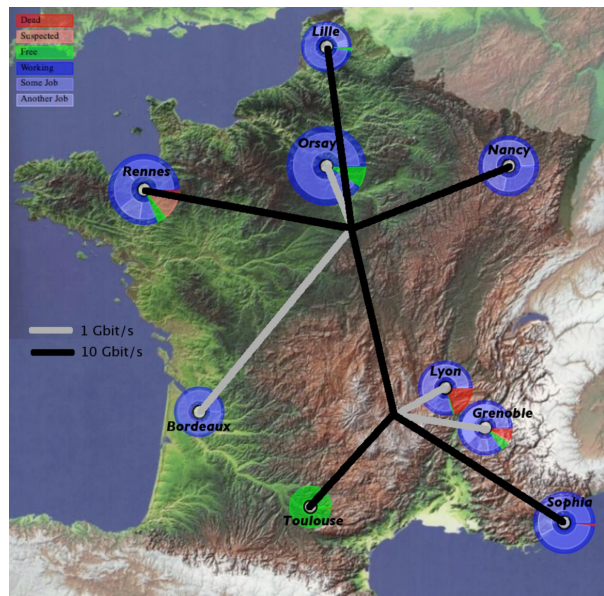 Dead
Suspected
Free
Working
Some Job
Another Job
Lille
Orsay
Nancy
Rennes
1 Gbit/s
10 Gbit/s
Lyon
Grenoble
Bordeaux
Toulouse
Sophia